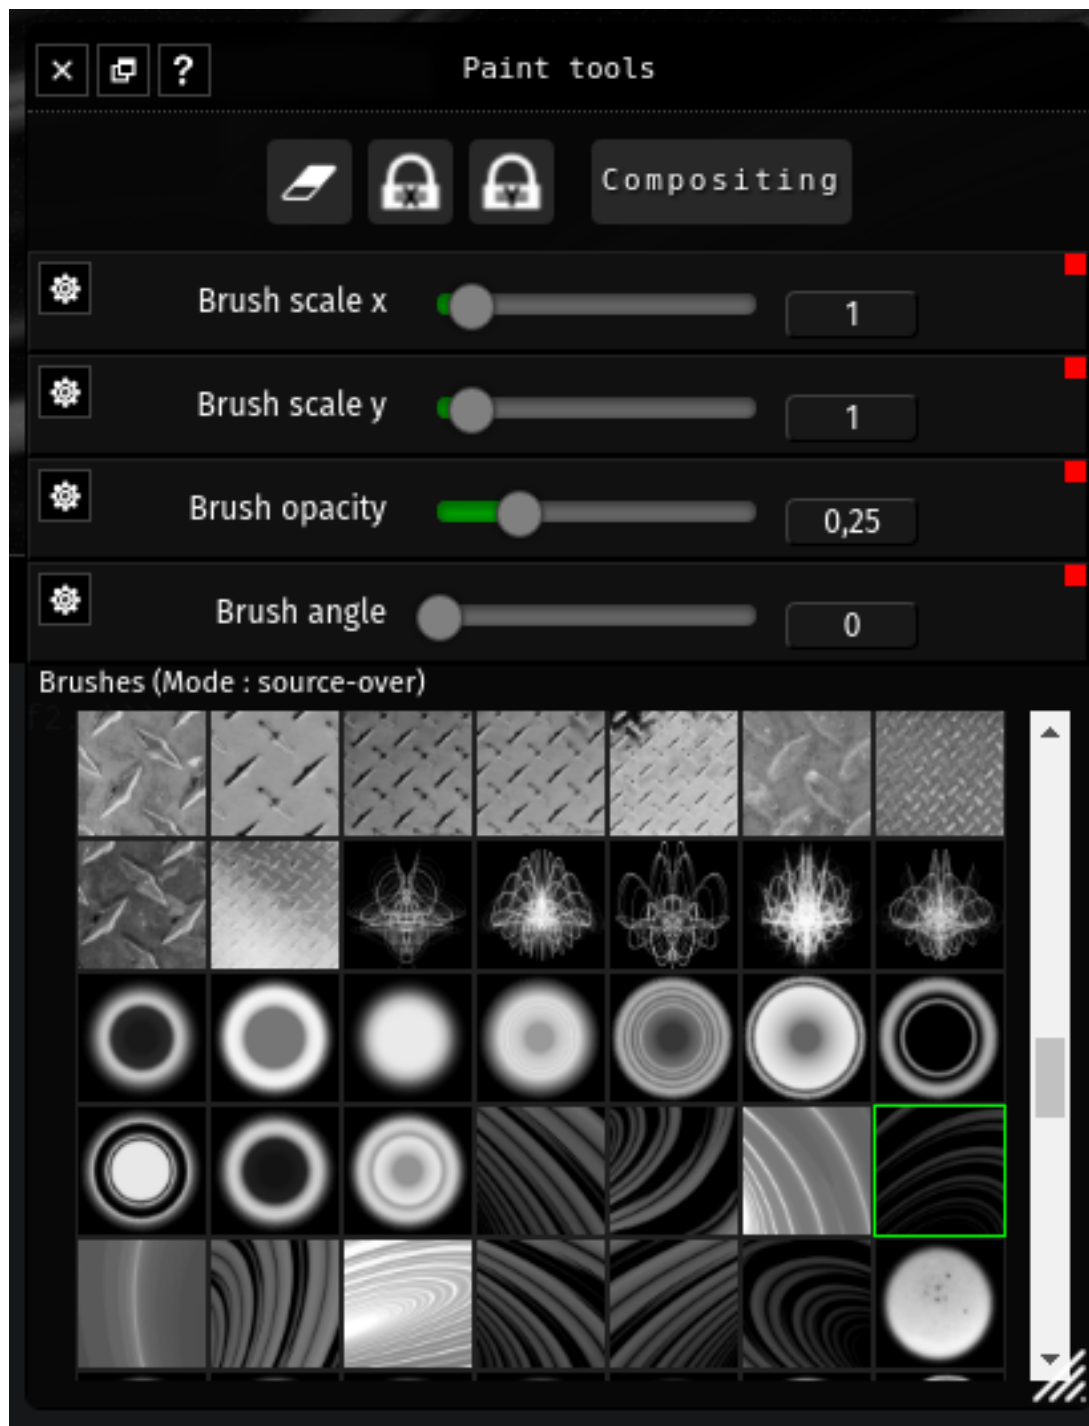 Paint tools
X Y Compositing
Brush scale x 1
Brush scale y 1
Brush opacity 0,25
Brush angle 0
Brushes (Mode : source-over)
f2